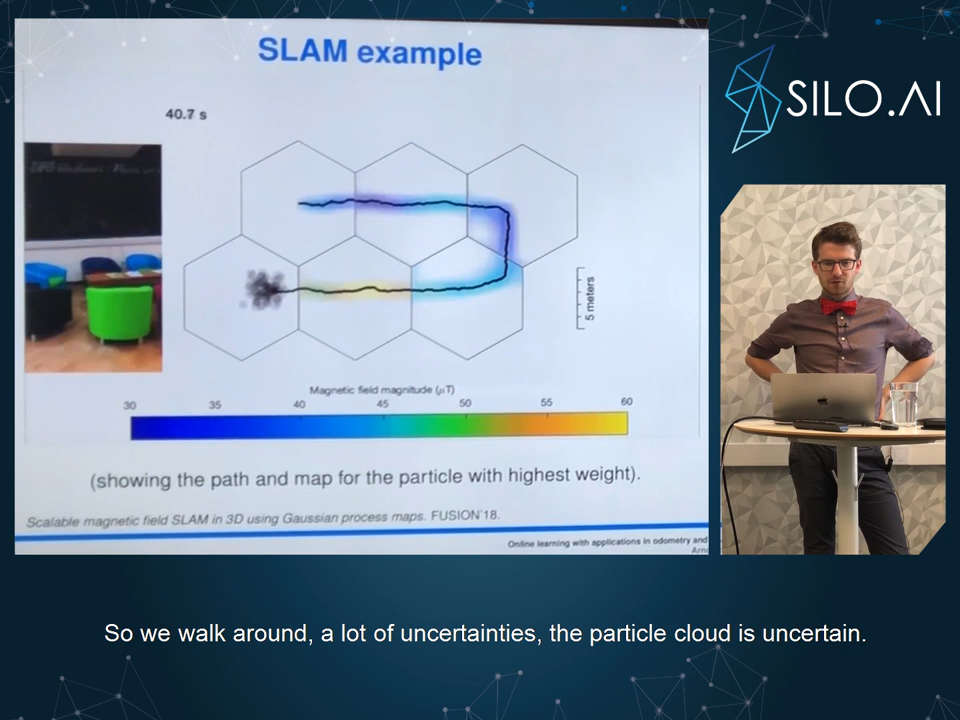 SLAM example
SILO.AI
40.7 s
5 meters
Magnetic field magnitude (μT)
30 35 40 45 50 55 60
(showing the path and map for the particle with highest weight).
Scalable magnetic field SLAM in 3D using Gaussian process maps. FUSION'18.
Online learning with applications in odometry and
So we walk around, a lot of uncertainties, the particle cloud is uncertain.